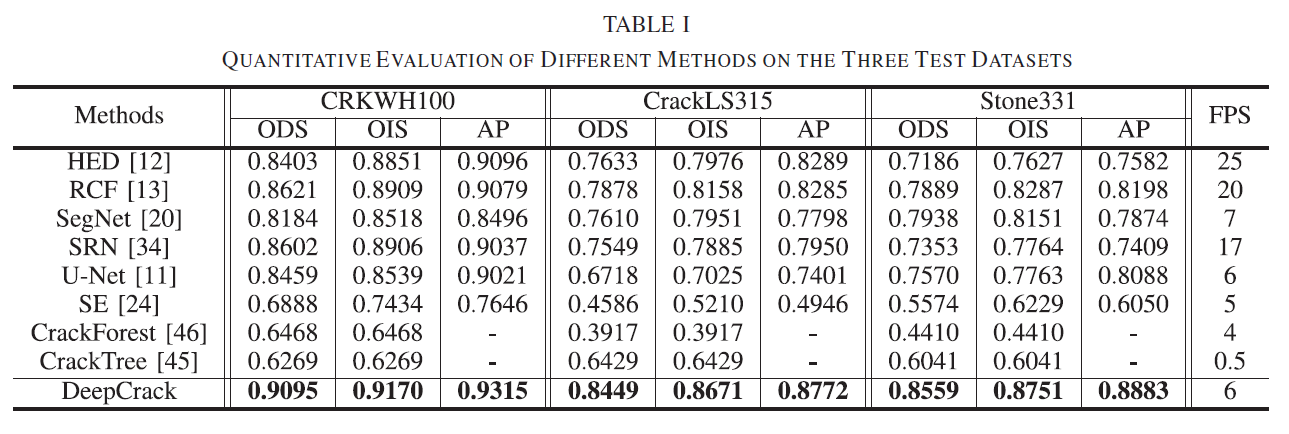 TABLE I
QUANTITATIVE EVALUATION OF DIFFERENT METHODS ON THE THREE TEST DATASETS
Methods CRKWH100 CrackLS315 Stone331 FPS
ODS OIS AP ODS OIS AP ODS OIS AP
HED [12] 0.8403 0.8851 0.9096 0.7633 0.7976 0.8289 0.7186 0.7627 0.7582 25
RCF [13] 0.8621 0.8909 0.9079 0.7878 0.8158 0.8285 0.7889 0.8287 0.8198 20
SegNet [20] 0.8184 0.8518 0.8496 0.7610 0.7951 0.7798 0.7938 0.8151 0.7874 7
SRN [34] 0.8602 0.8906 0.9037 0.7549 0.7885 0.7950 0.7353 0.7764 0.7409 17
U-Net [11] 0.8459 0.8539 0.9021 0.6718 0.7025 0.7401 0.7570 0.7763 0.8088 6
SE [24] 0.6888 0.7434 0.7646 0.4586 0.5210 0.4946 0.5574 0.6229 0.6050 5
CrackForest [46] 0.6468 0.6468 - 0.3917 0.3917 - 0.4410 0.4410 - 4
CrackTree [45] 0.6269 0.6269 - 0.6429 0.6429 - 0.6041 0.6041 - 0.5
DeepCrack 0.9095 0.9170 0.9315 0.8449 0.8671 0.8772 0.8559 0.8751 0.8883 6